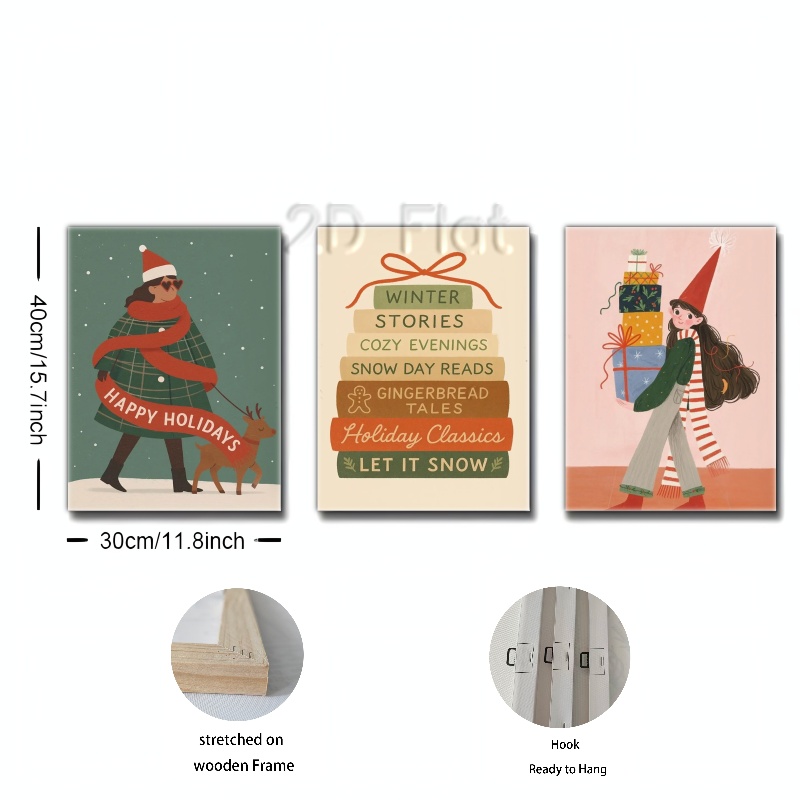 2D Flat
40cm/15.7inch
HAPPY HOLIDAYS
WINTER
STORIES
COZY EVENINGS
SNOW DAY READS
GINGERBREAD
TALES
Holiday Classics
LET IT SNOW
30cm/11.8inch
stretched on
wooden Frame
Hook
Ready to Hang